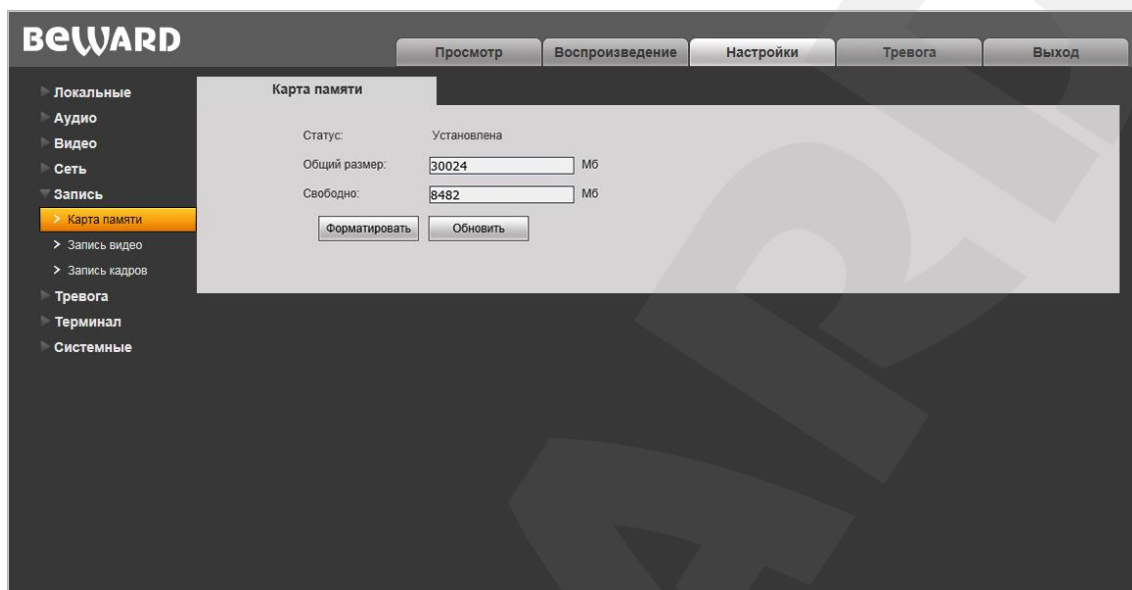 BEWARD
Просмотр Воспроизведение Настройки Тревога Выход
Локальные
Аудио
Видео
Сеть
Запись
Карта памяти
Запись видео
Запись кадров
Тревога
Терминал
Системные
Карта памяти
Статус: Установлена
Общий размер: 30024 Мб
Свободно: 8482 Мб
Форматировать Обновить